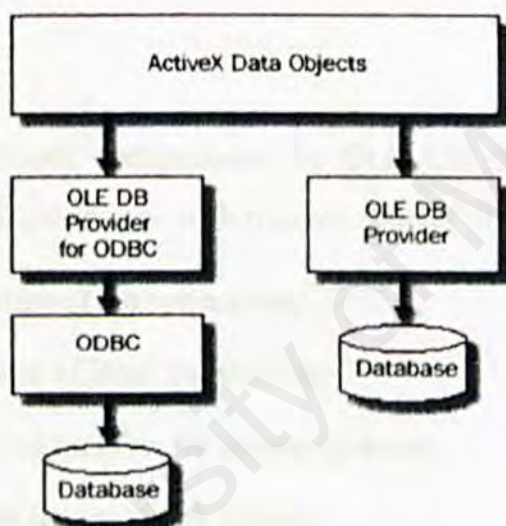 ActiveX Data Objects
OLE DB
Provider
for ODBC
OLE DB
Provider
ODBC
Database
Database